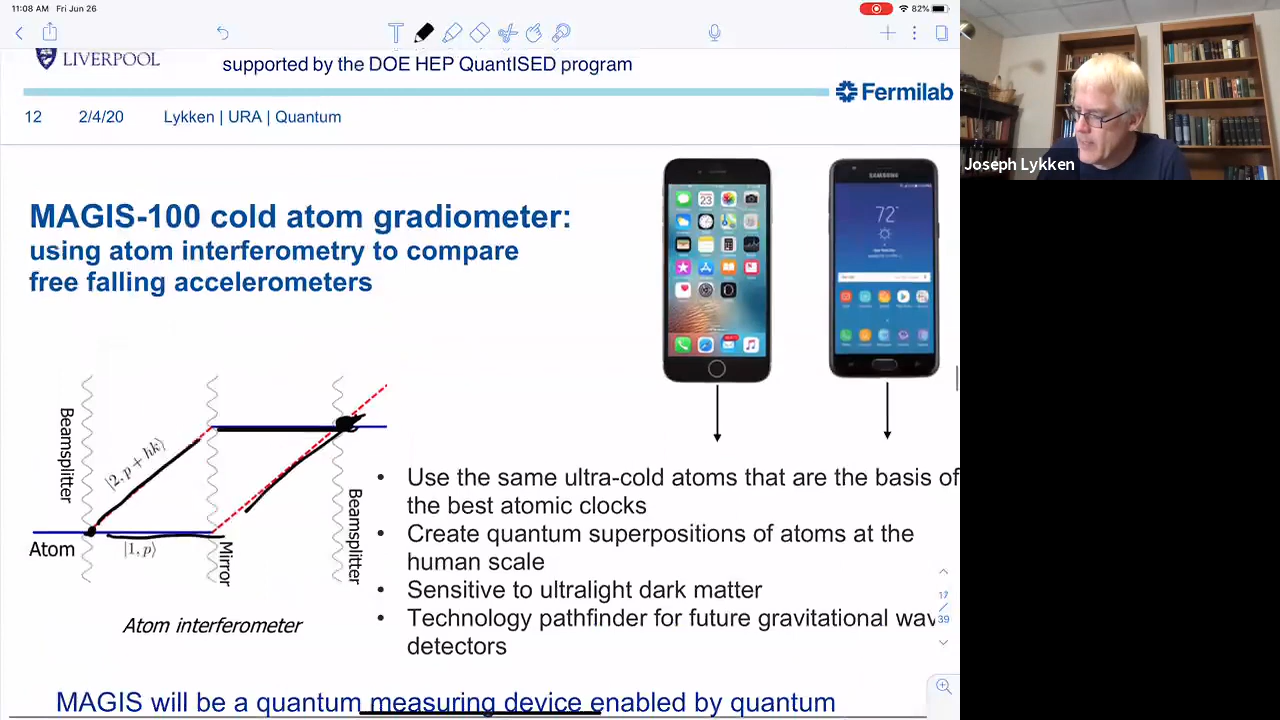 11:08 AM Fri Jun 26
82%
LIVERPOOL
supported by the DOE HEP QuantISED program
Fermilab
12 2/4/20 Lykken | URA | Quantum
Joseph Lykken
MAGIS-100 cold atom gradiometer:
using atom interferometry to compare
free falling accelerometers
SAMSUNG
72°
Beamsplitter
|2, p + ħk⟩
Atom
|1, p⟩
Mirror
Beamsplitter
Atom interferometer
• Use the same ultra-cold atoms that are the basis of
the best atomic clocks
• Create quantum superpositions of atoms at the
human scale
• Sensitive to ultralight dark matter
• Technology pathfinder for future gravitational wav
detectors
17
/
39
MAGIS will be a quantum measuring device enabled by quantum